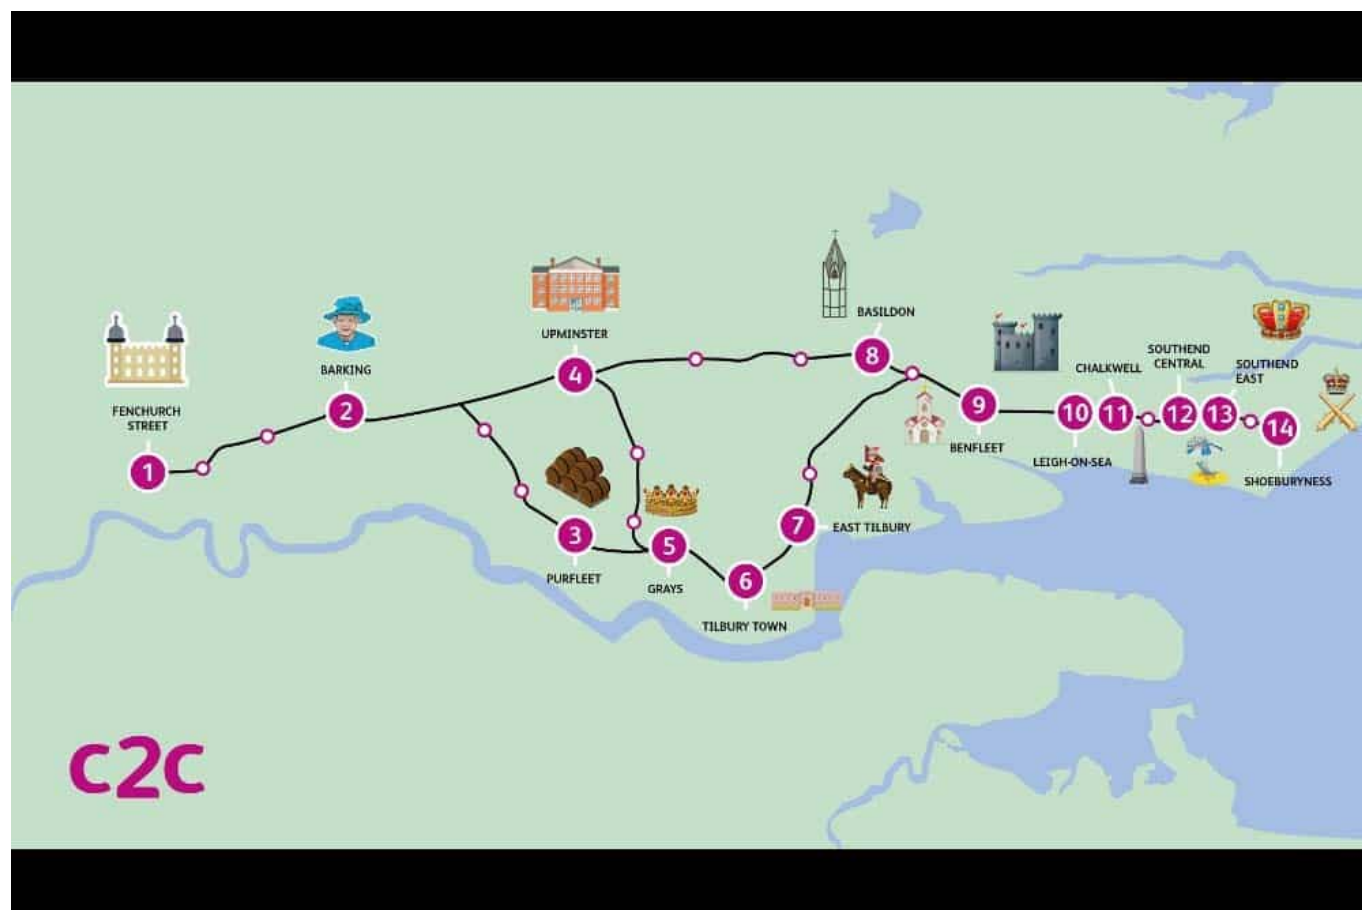 FENCHURCH
STREET
1
BARKING
2
UPMINSTER
4
BASILDON
8
3
PURFLEET
5
GRAYS
6
TILBURY TOWN
7
EAST TILBURY
9
BENFLEET
10
LEIGH-ON-SEA
CHALKWELL
11
SOUTHEND
CENTRAL
12
SOUTHEND
EAST
13
14
SHOEBURYNESS
c2c